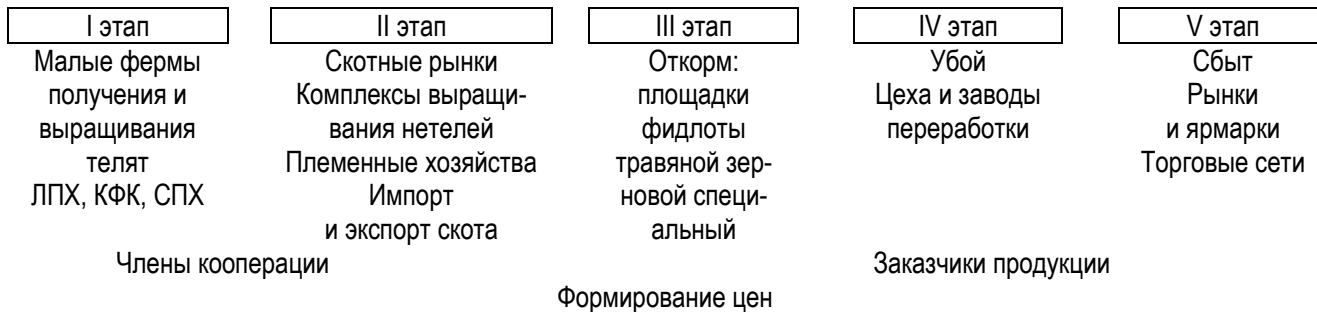 I этап
Малые фермы
получения и
выращивания
телят
ЛПХ, КФК, СПХ
II этап
Скотные рынки
Комплексы выращи-
вания нетелей
Племенные хозяйства
Импорт
и экспорт скота
III этап
Откорм:
площадки
фидлоты
травяной зер-
новой специ-
альный
IV этап
Убой
Цеха и заводы
переработки
V этап
Сбыт
Рынки
и ярмарки
Торговые сети
Члены кооперации
Заказчики продукции
Формирование цен